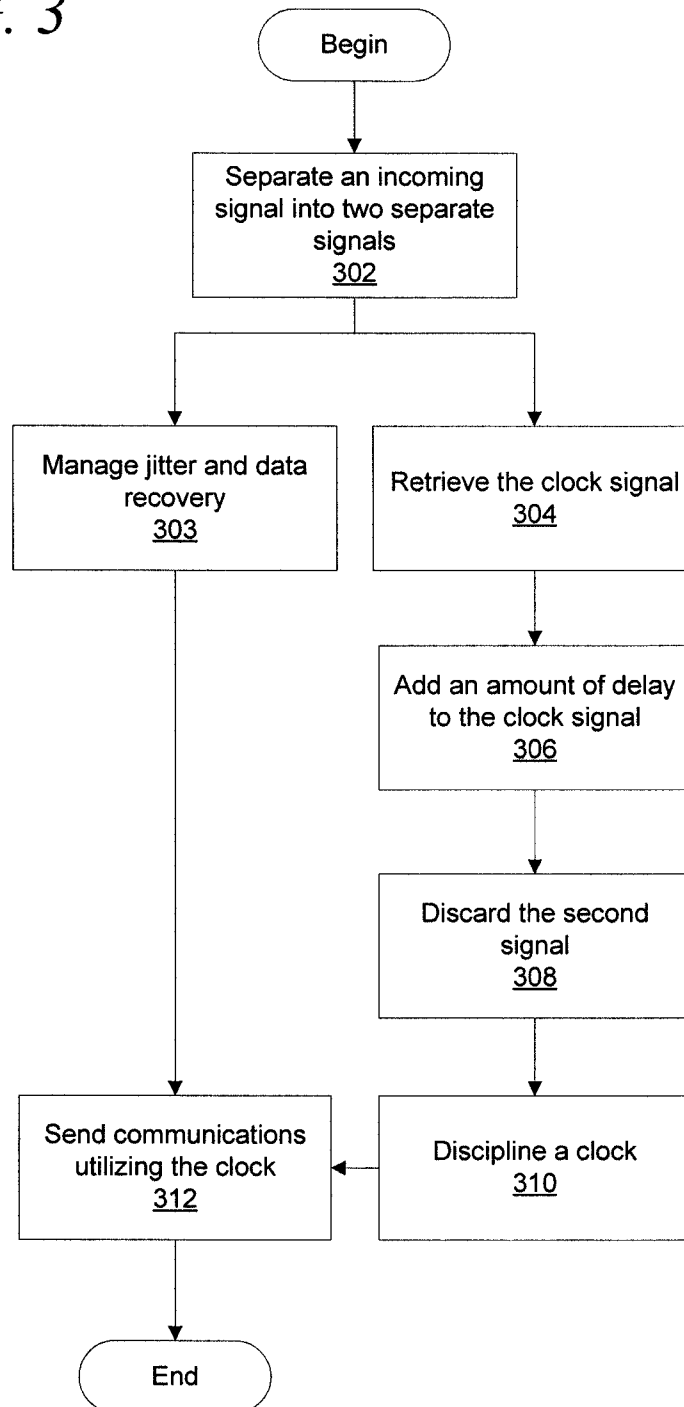 . 3
Begin
Separate an incoming
signal into two separate
signals
302
Manage jitter and data
recovery
303
Retrieve the clock signal
304
Add an amount of delay
to the clock signal
306
Discard the second
signal
308
Send communications
utilizing the clock
312
Discipline a clock
310
End